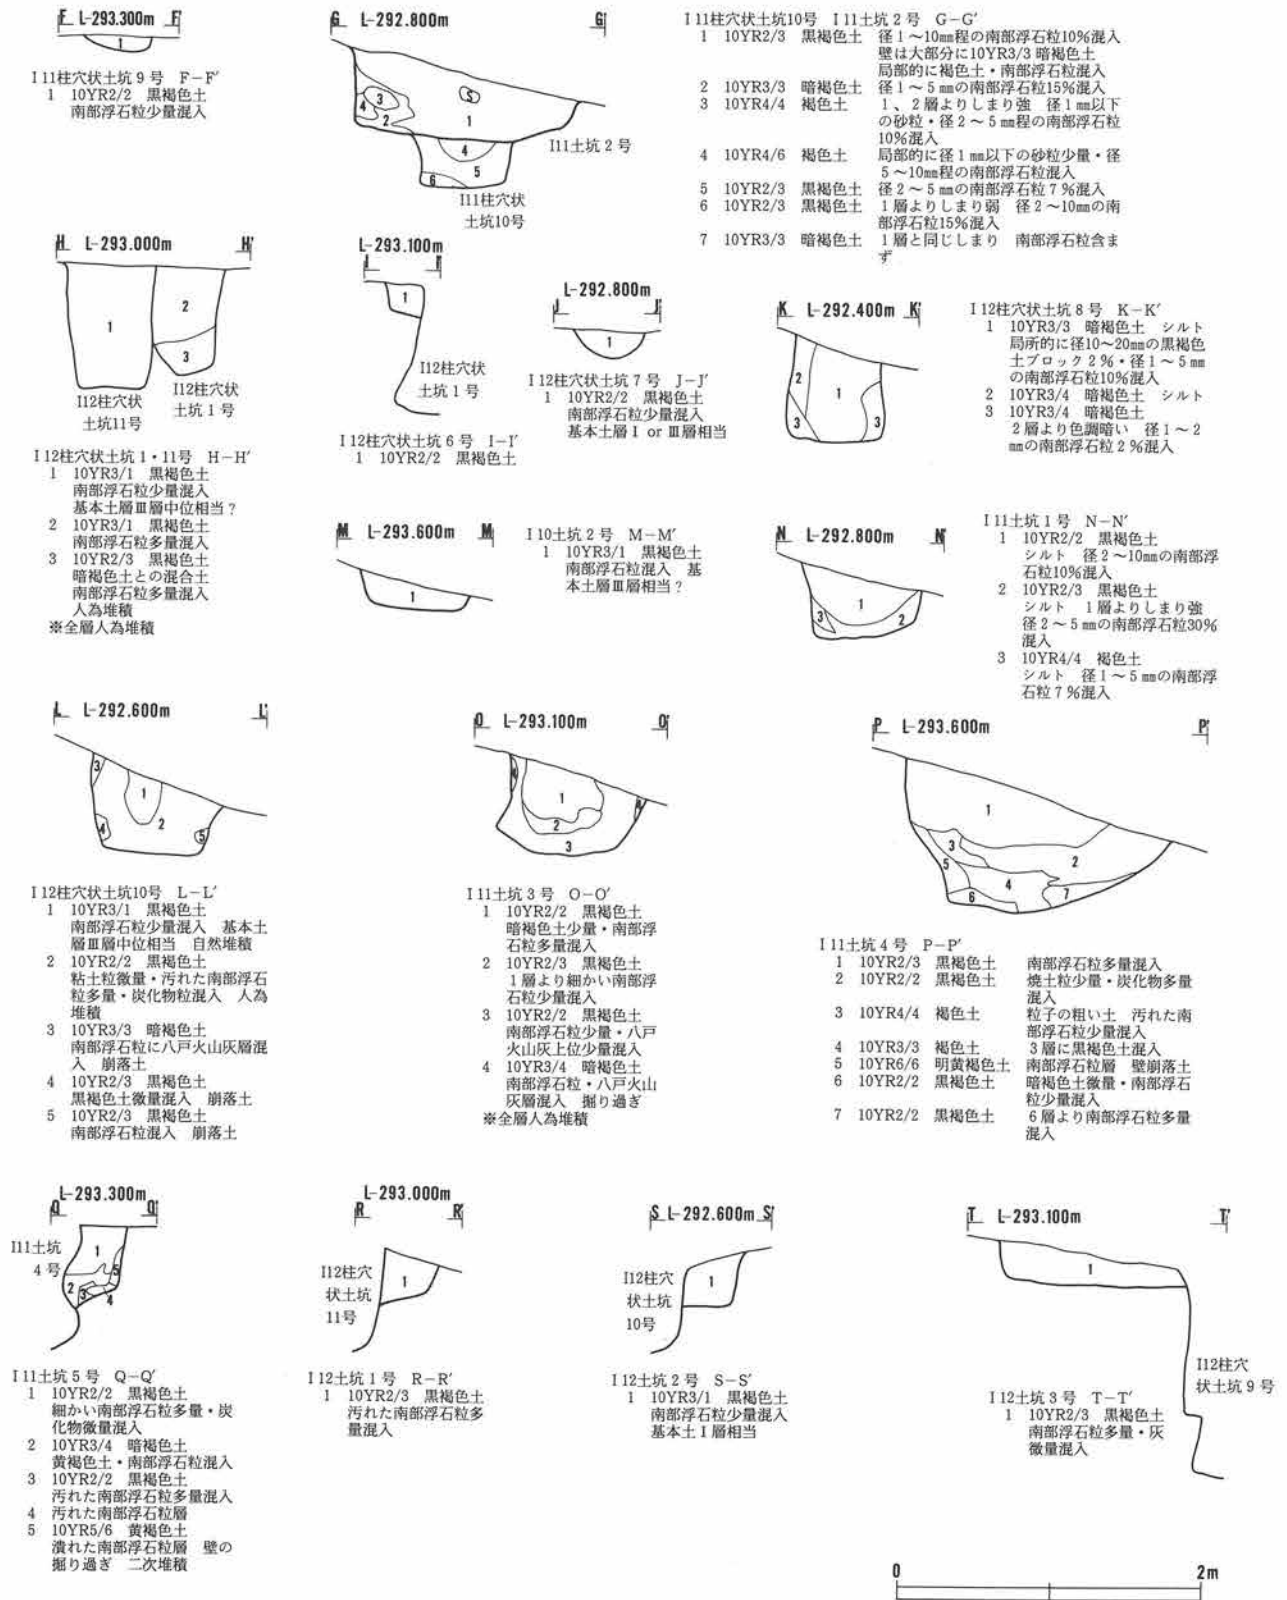 F L-293.300m F′
1
I11柱穴状土坑9号 F-F′
1 10YR2/2 黒褐色土
南部浮石粒少量混入
G L-292.800m G′
3
S
4
2
1
4
5
6
I11土坑2号
I11柱穴状
土坑10号
I11柱穴状土坑10号 I11土坑2号 G-G′
1 10YR2/3 黒褐色土 径1~10㎜程の南部浮石粒10%混入
壁は大部分に10YR3/3 暗褐色土
局部的に褐色土・南部浮石粒混入
2 10YR3/3 暗褐色土 径1~5㎜の南部浮石粒15%混入
3 10YR4/4 褐色土 1、2層よりしまり強 径1㎜以下
の砂粒・径2~5㎜程の南部浮石粒
10%混入
4 10YR4/6 褐色土 局部的に径1㎜以下の砂粒少量・径
5~10㎜程の南部浮石粒混入
5 10YR2/3 黒褐色土 径2~5㎜の南部浮石粒7%混入
6 10YR2/3 黒褐色土 1層よりしまり弱 径2~10㎜の南
部浮石粒15%混入
7 10YR3/3 暗褐色土 1層と同じしまり 南部浮石粒含ま
ず
H L-293.000m H′
1
2
3
I12柱穴状
土坑11号
I12柱穴状
土坑1号
I12柱穴状土坑1・11号 H-H′
1 10YR3/1 黒褐色土
南部浮石粒少量混入
基本土層Ⅲ層中位相当?
2 10YR3/1 黒褐色土
南部浮石粒多量混入
3 10YR2/3 黒褐色土
暗褐色土との混合土
南部浮石粒多量混入
人為堆積
※全層人為堆積
L-293.100m
I I′
1
I12柱穴状
土坑1号
I12柱穴状土坑6号 I-I′
1 10YR2/2 黒褐色土
L-292.800m
J J′
1
I12柱穴状土坑7号 J-J′
1 10YR2/2 黒褐色土
南部浮石粒少量混入
基本土層Ⅰ or Ⅲ層相当
K L-292.400m K′
2
1
3
3
I12柱穴状土坑8号 K-K′
1 10YR3/3 暗褐色土 シルト
局所的に径10~20㎜の黒褐色
土ブロック2%・径1~5㎜
の南部浮石粒10%混入
2 10YR3/4 暗褐色土 シルト
3 10YR3/4 暗褐色土
2層より色調暗い 径1~2
㎜の南部浮石粒2%混入
M L-293.600m M′
1
I10土坑2号 M-M′
1 10YR3/1 黒褐色土
南部浮石粒混入 基
本土層Ⅲ層相当?
N L-292.800m N′
1
3
2
I11土坑1号 N-N′
1 10YR2/2 黒褐色土
シルト 径2~10㎜の南部浮
石粒10%混入
2 10YR2/3 黒褐色土
シルト 1層よりしまり強
径2~5㎜の南部浮石粒30%
混入
3 10YR4/4 褐色土
シルト 径1~5㎜の南部浮
石粒7%混入
L L-292.600m L′
3
1
2
4
5
I12柱穴状土坑10号 L-L′
1 10YR3/1 黒褐色土
南部浮石粒少量混入 基本土
層Ⅲ層中位相当 自然堆積
2 10YR2/2 黒褐色土
粘土粒微量・汚れた南部浮石
粒多量・炭化物粒混入 人為
堆積
3 10YR3/3 暗褐色土
南部浮石粒に八戸火山灰層混
入 崩落土
4 10YR2/3 黒褐色土
黒褐色土微量混入 崩落土
5 10YR2/3 黒褐色土
南部浮石粒混入 崩落土
O L-293.100m O′
4
1
4
2
3
I11土坑3号 O-O′
1 10YR2/2 黒褐色土
暗褐色土少量・南部浮
石粒多量混入
2 10YR2/3 黒褐色土
1層より細かい南部浮
石粒少量混入
3 10YR2/2 黒褐色土
南部浮石粒少量・八戸
火山灰上位少量混入
4 10YR3/4 暗褐色土
南部浮石粒・八戸火山
灰層混入 掘り過ぎ
※全層人為堆積
P L-293.600m P′
1
3
2
5
4
6
7
I11土坑4号 P-P′
1 10YR2/3 黒褐色土 南部浮石粒多量混入
2 10YR2/2 黒褐色土 焼土粒少量・炭化物多量
混入
3 10YR4/4 褐色土 粒子の粗い土 汚れた南
部浮石粒少量混入
4 10YR3/3 褐色土 3層に黒褐色土混入
5 10YR6/6 明黄褐色土 南部浮石粒層 壁崩落土
6 10YR2/2 黒褐色土 暗褐色土微量・南部浮石
粒少量混入
7 10YR2/2 黒褐色土 6層より南部浮石粒多量
混入
L-293.300m
Q Q′
I11土坑
4号
1
5
2
3
4
I11土坑5号 Q-Q′
1 10YR2/2 黒褐色土
細かい南部浮石粒多量・炭
化物微量混入
2 10YR3/4 暗褐色土
黄褐色土・南部浮石粒混入
3 10YR2/2 黒褐色土
汚れた南部浮石粒多量混入
4 汚れた南部浮石粒層
5 10YR5/6 黄褐色土
潰れた南部浮石粒層 壁の
掘り過ぎ 二次堆積
L-293.000m
R R′
I12柱穴
状土坑
11号
1
I12土坑1号 R-R′
1 10YR2/3 黒褐色土
汚れた南部浮石粒多
量混入
S L-292.600m S′
I12柱穴
状土坑
10号
1
I12土坑2号 S-S′
1 10YR3/1 黒褐色土
南部浮石粒少量混入
基本土Ⅰ層相当
T L-293.100m T′
1
I12柱穴
状土坑9号
I12土坑3号 T-T′
1 10YR2/3 黒褐色土
南部浮石粒多量・灰
微量混入
0 2m